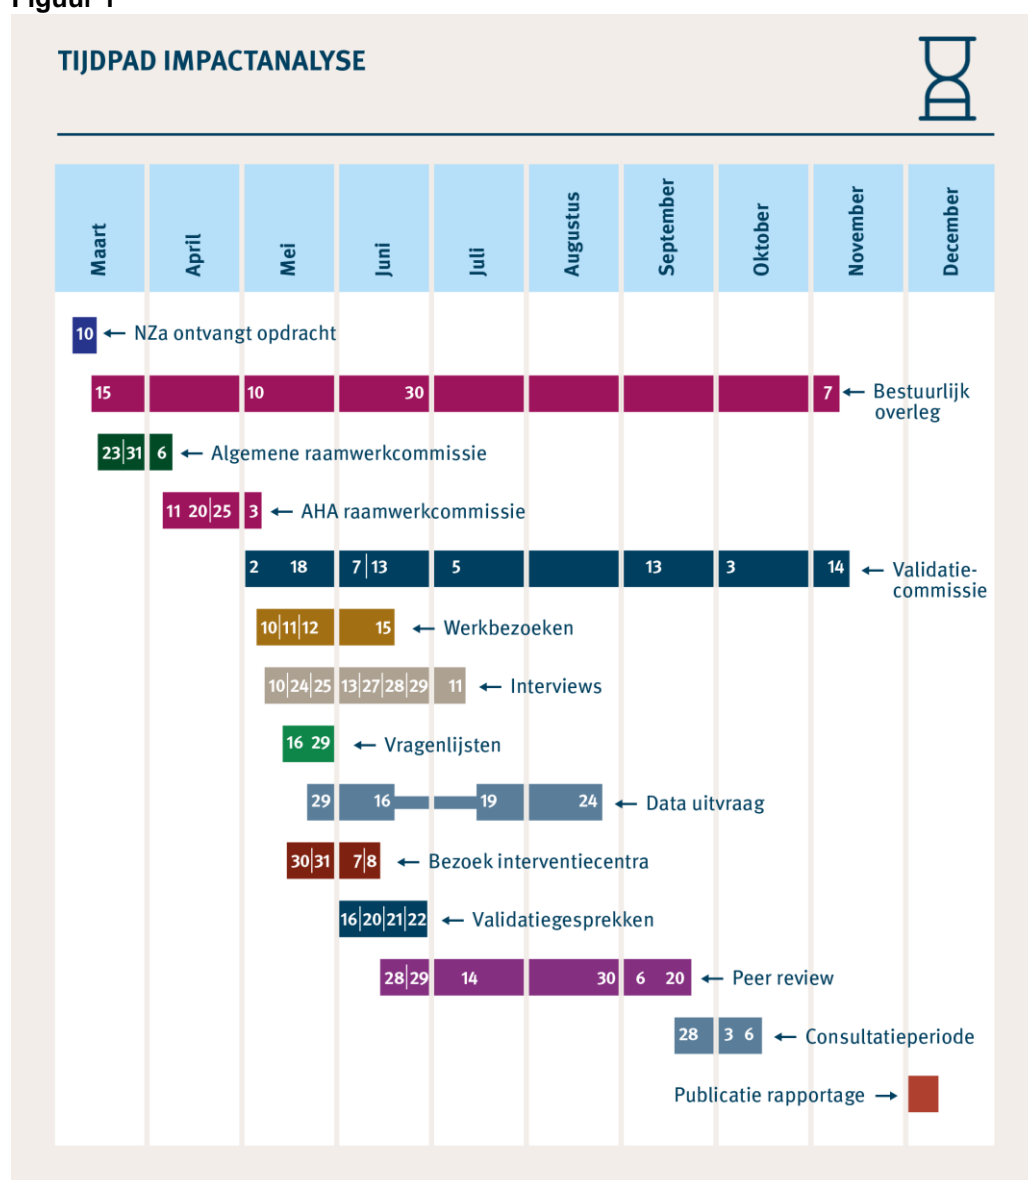 Figuur 1
TIJDPAD IMPACTANALYSE
Maart April Mei Juni Juli Augustus September Oktober November December
10 ← NZa ontvangt opdracht
15 10 30 7 ← Bestuurlijk
overleg
23|31 6 ← Algemene raamwerkcommissie
11 20|25 3 ← AHA raamwerkcommissie
2 18 7|13 5 13 3 14 ← Validatie-
commissie
10|11|12 15 ← Werkbezoeken
10|24|25 13|27|28|29 11 ← Interviews
16 29 ← Vragenlijsten
29 16 19 24 ← Data uitvraag
30|31 7|8 ← Bezoek interventiecentra
16|20|21|22 ← Validatiegesprekken
28|29 14 30 6 20 ← Peer review
28 3 6 ← Consultatieperiode
Publicatie rapportage →